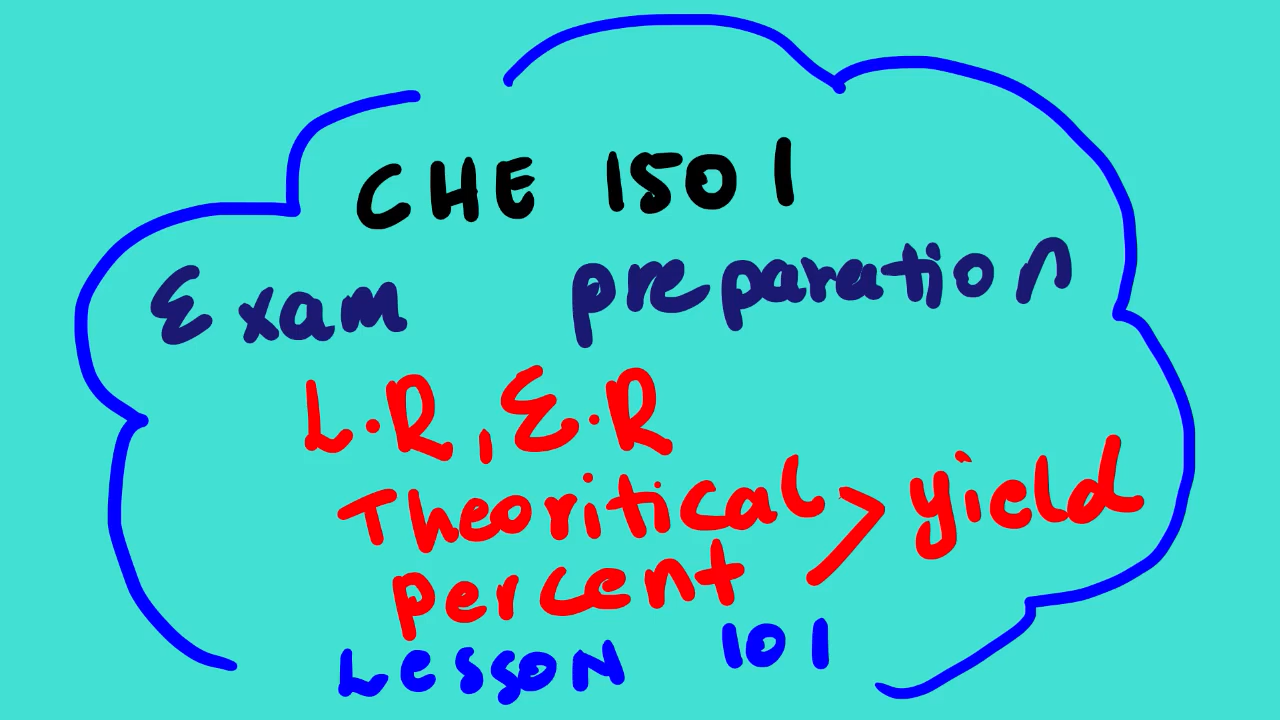 CHE 1501
Exam preparation
L.R, E.R
Theoritical > yield
percent
LESSON 101